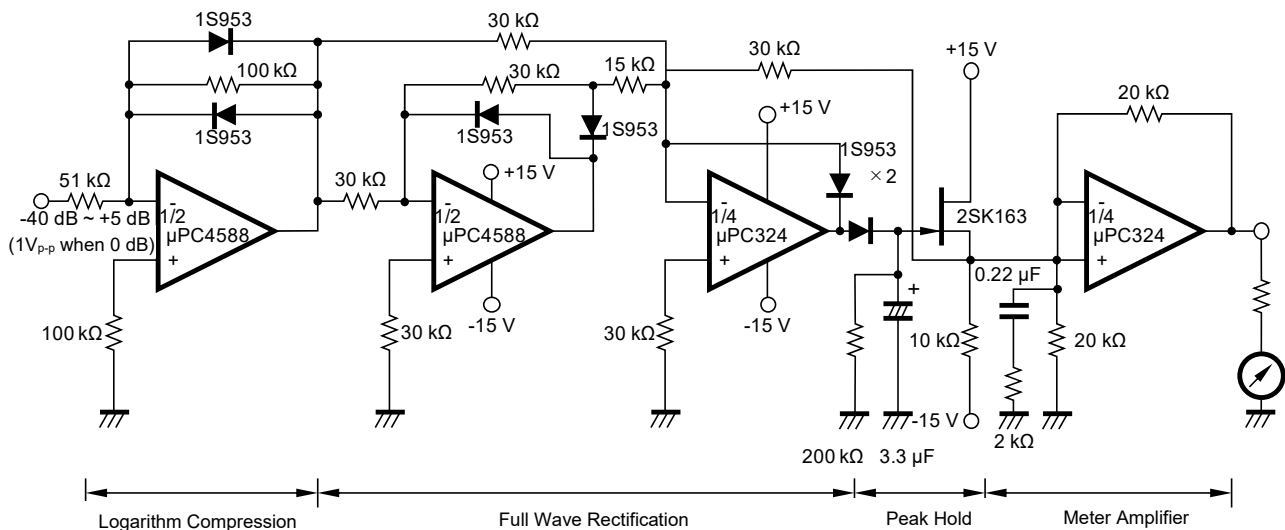 1S953
100 kΩ
1S953
51 kΩ
-40 dB ~ +5 dB
(1Vp-p when 0 dB)
-
1/2
µPC4588
+
100 kΩ
30 kΩ
30 kΩ
15 kΩ
1S953
1S953
30 kΩ
+15 V
-
1/2
µPC4588
+
-15 V
30 kΩ
30 kΩ
+15 V
1S953
×2
-
1/4
µPC324
+
-15 V
30 kΩ
+15 V
2SK163
+
200 kΩ
3.3 µF
10 kΩ
-15 V
0.22 µF
2 kΩ
20 kΩ
20 kΩ
-
1/4
µPC324
+
Logarithm Compression
Full Wave Rectification
Peak Hold
Meter Amplifier